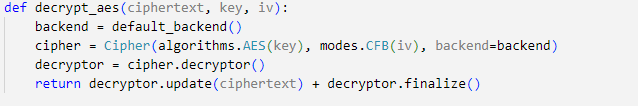 def decrypt_aes(ciphertext, key, iv):
    backend = default_backend()
    cipher = Cipher(algorithms.AES(key), modes.CFB(iv), backend=backend)
    decryptor = cipher.decryptor()
    return decryptor.update(ciphertext) + decryptor.finalize()